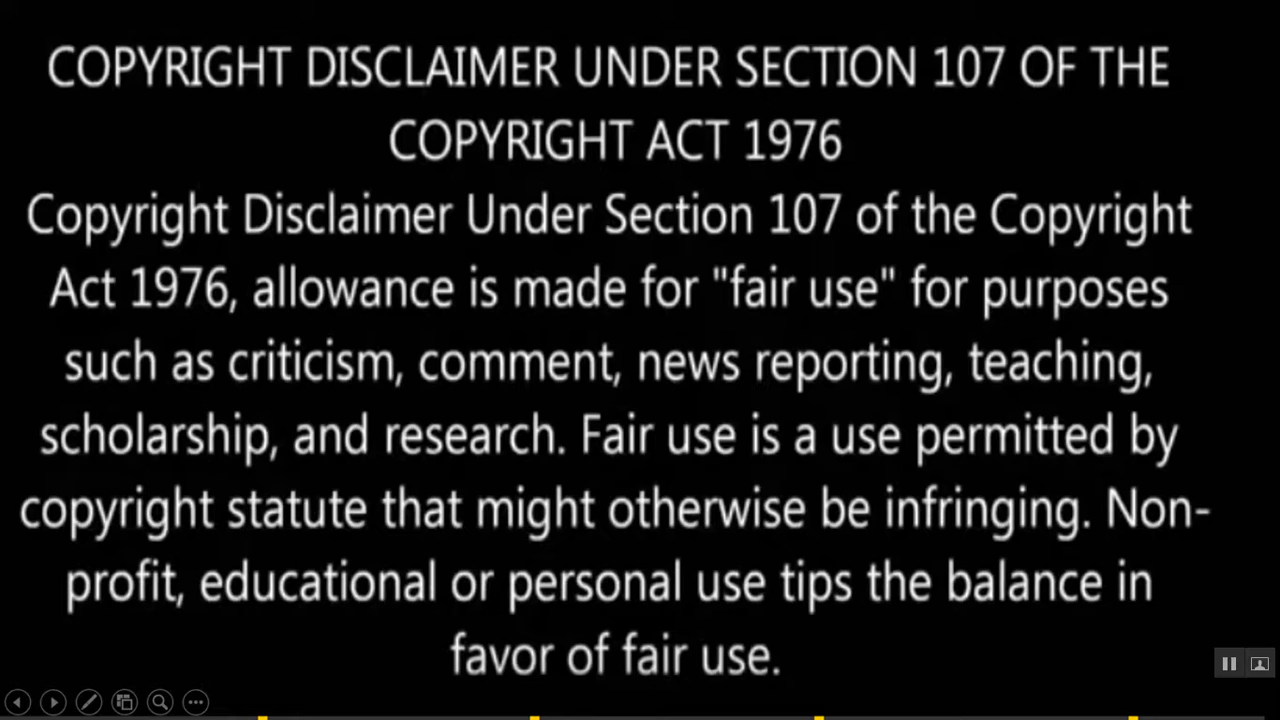 COPYRIGHT DISCLAIMER UNDER SECTION 107 OF THE
COPYRIGHT ACT 1976
Copyright Disclaimer Under Section 107 of the Copyright
Act 1976, allowance is made for "fair use" for purposes
such as criticism, comment, news reporting, teaching,
scholarship, and research. Fair use is a use permitted by
copyright statute that might otherwise be infringing. Non-
profit, educational or personal use tips the balance in
favor of fair use.